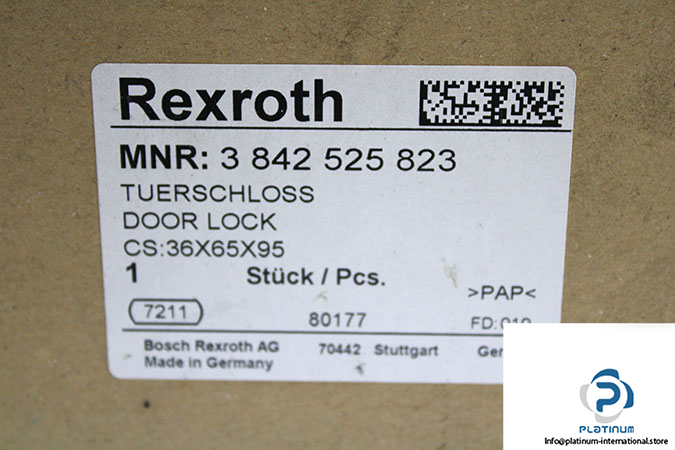 Rexroth
MNR: 3 842 525 823
TUERSCHLOSS
DOOR LOCK
CS:36X65X95
1 Stück / Pcs.
>PAP<
7211 80177 FD:
Bosch Rexroth AG 70442 Stuttgart
Made in Germany
PLATINUM
Info@platinum-international.store